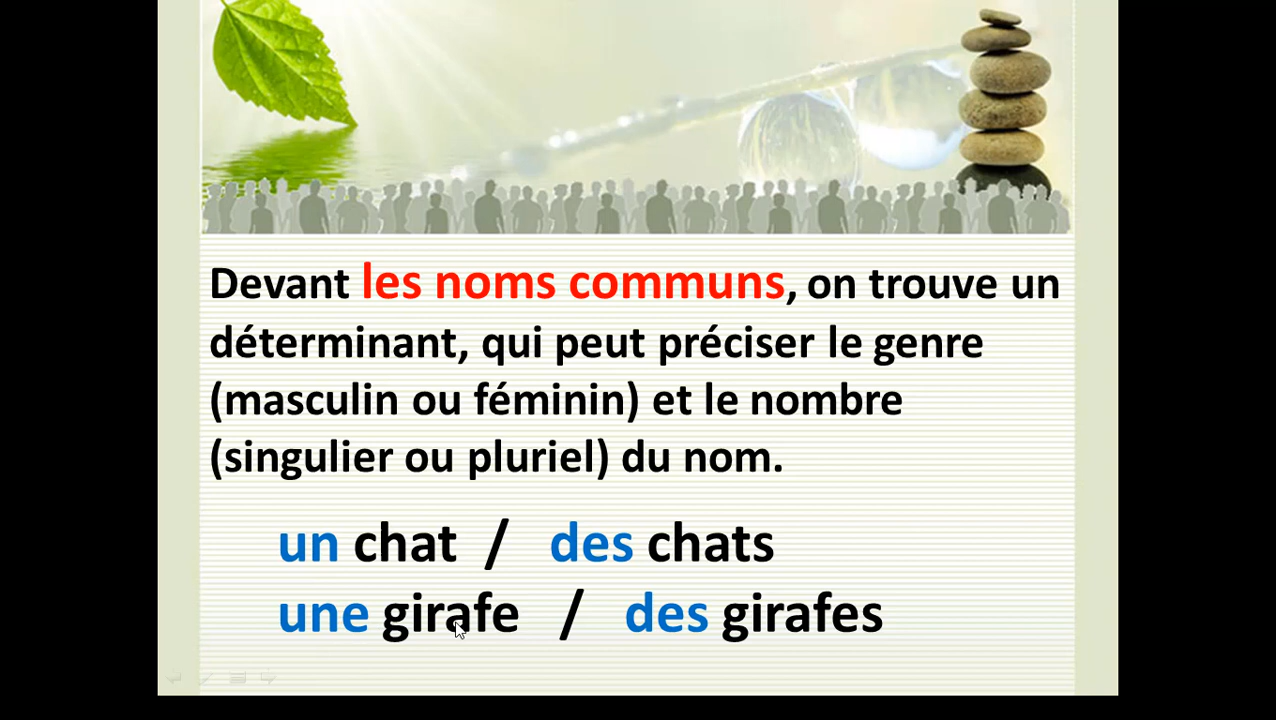 Devant les noms communs, on trouve un
déterminant, qui peut préciser le genre
(masculin ou féminin) et le nombre
(singulier ou pluriel) du nom.
un chat / des chats
une girafe / des girafes